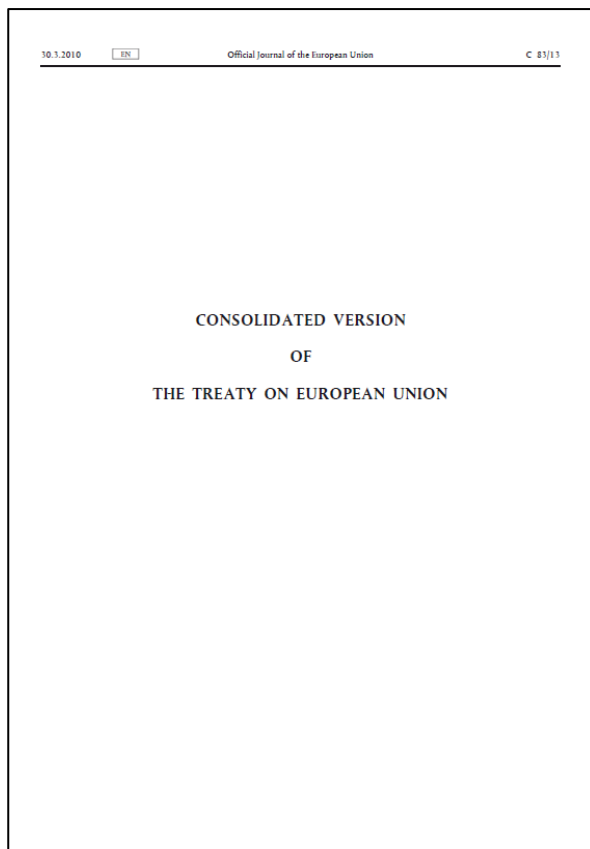 30.3.2010 EN Official Journal of the European Union C 83/13
CONSOLIDATED VERSION
OF
THE TREATY ON EUROPEAN UNION